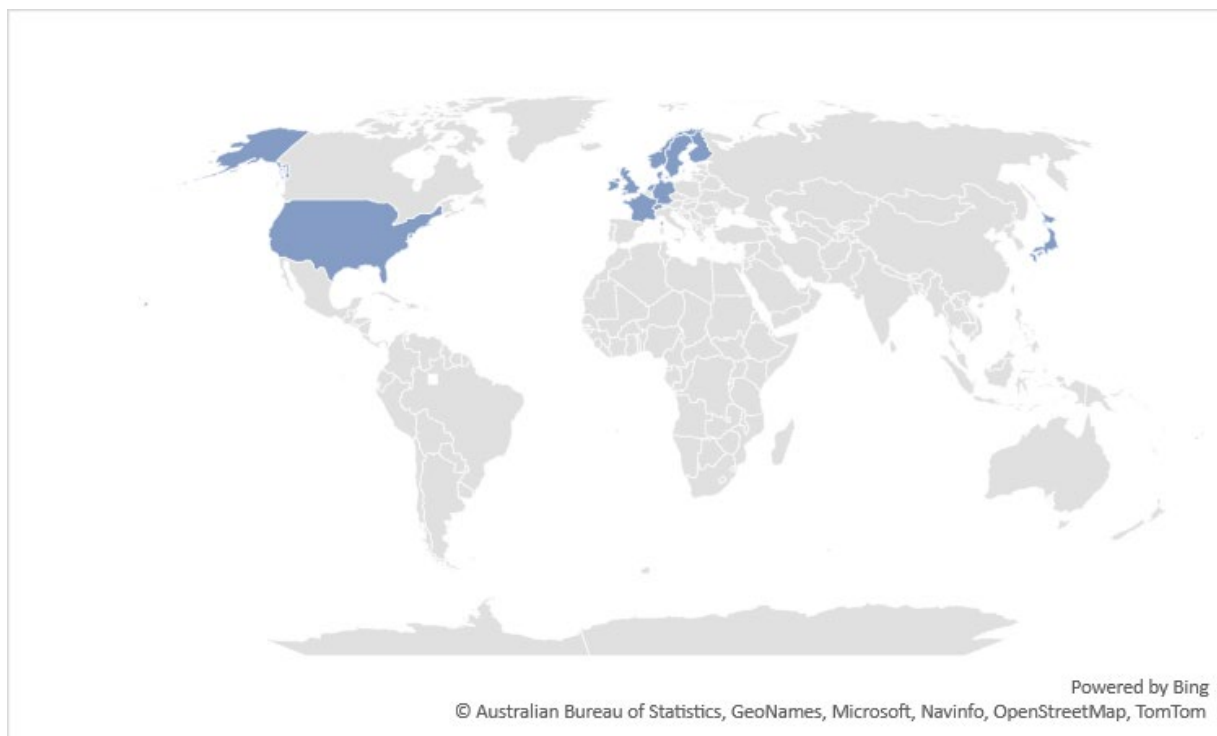 Powered by Bing
© Australian Bureau of Statistics, GeoNames, Microsoft, Navinfo, OpenStreetMap, TomTom